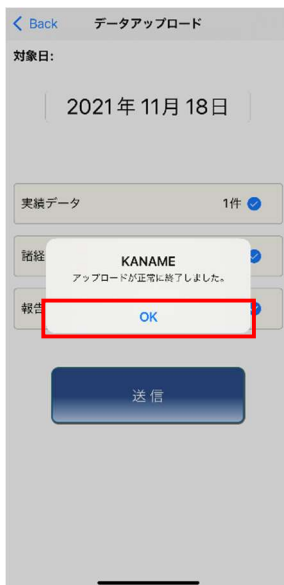 Back データアップロード
対象日:
2021年11月18日
実績データ 1件
諸経
KANAME
アップロードが正常に終了しました。
報告
OK
送信